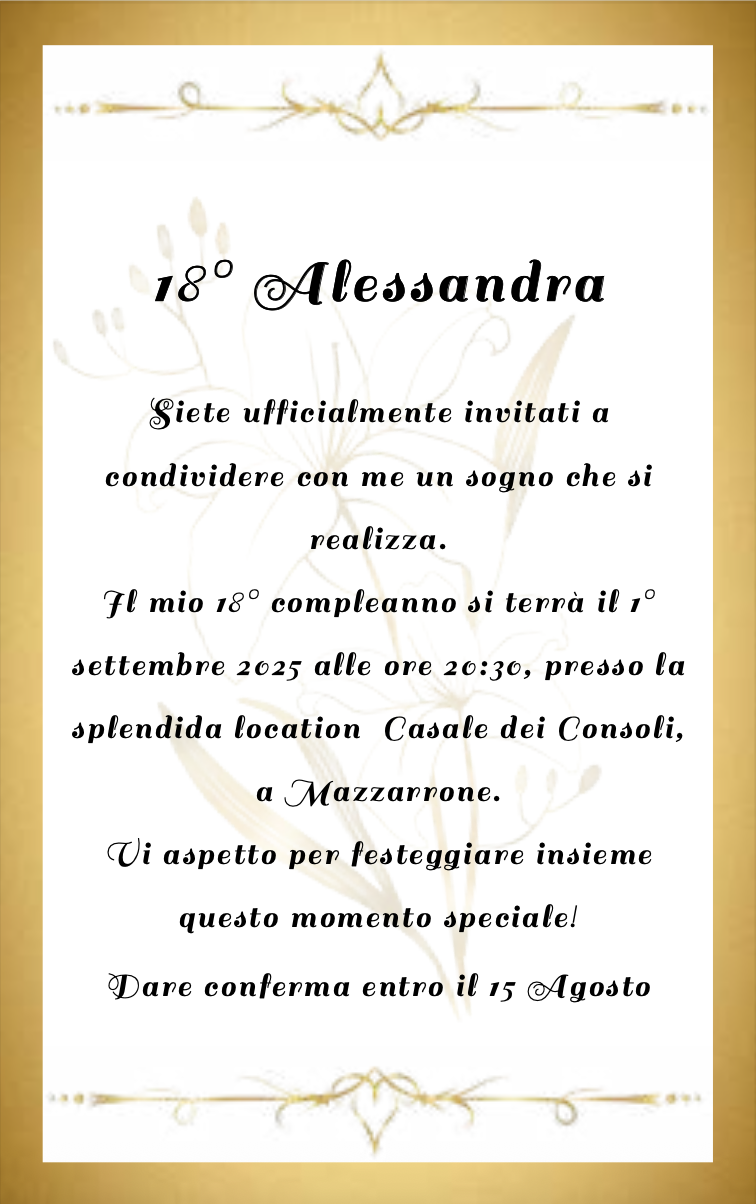 18° Alessandra
Siete ufficialmente invitati a
condividere con me un sogno che si
realizza.
Il mio 18° compleanno si terrà il 1°
settembre 2025 alle ore 20:30, presso la
splendida location Casale dei Consoli,
a Mazzarrone.
Vi aspetto per festeggiare insieme
questo momento speciale!
Dare conferma entro il 15 Agosto